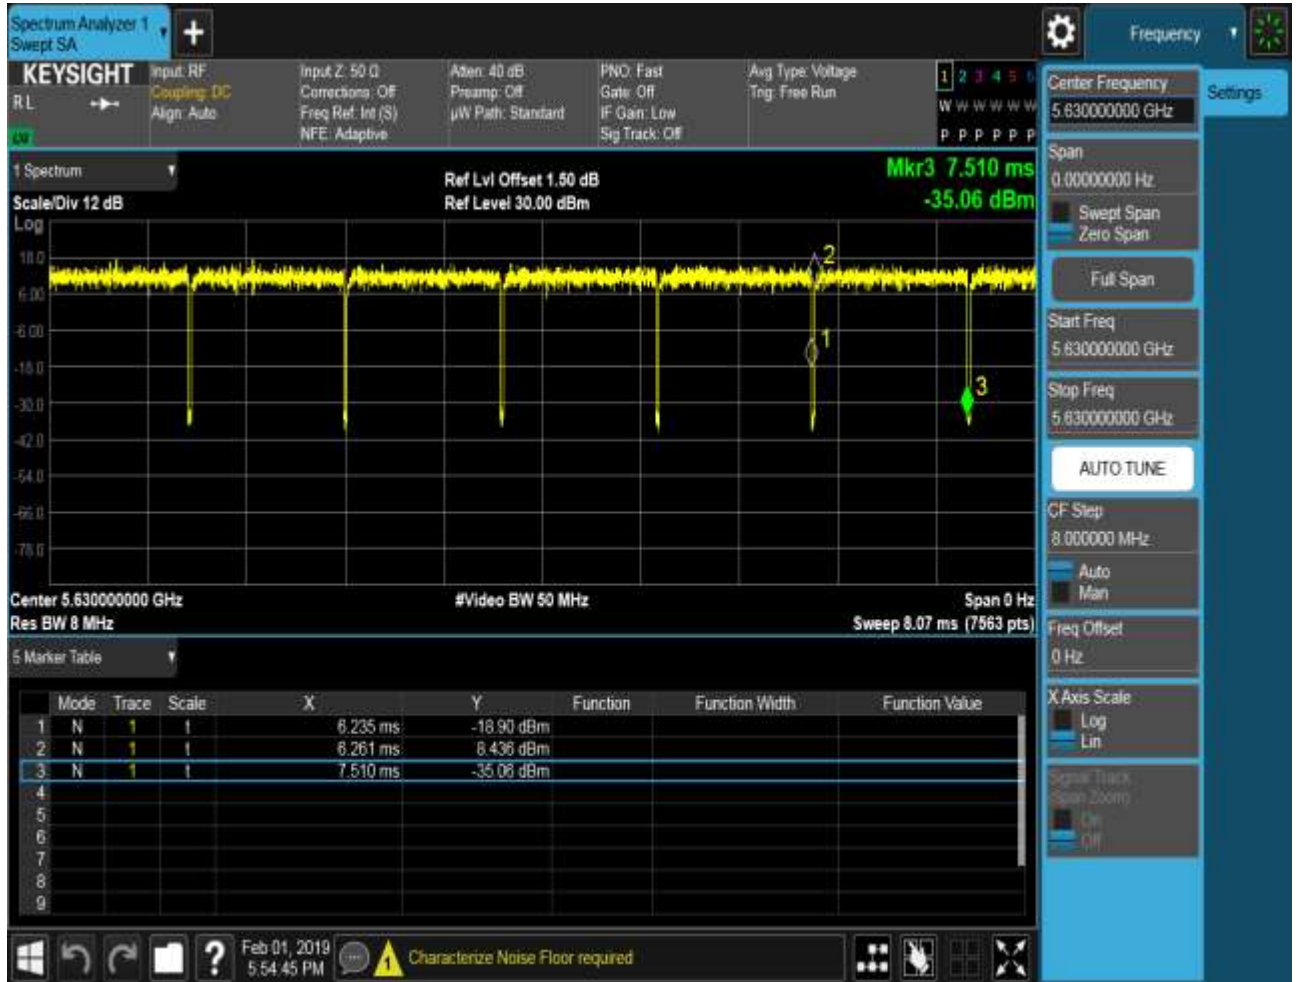 Spectrum Analyzer 1
Swept SA
+
Frequency
KEYSIGHT
RL
Input: RF
Coupling: DC
Align: Auto
Input Z: 50 Ω
Corrections: Off
Freq Ref: Int (S)
NFE: Adaptive
Atten: 40 dB
Preamp: Off
µW Path: Standard
PNO: Fast
Gate: Off
IF Gain: Low
Sig Track: Off
Avg Type: Voltage
Trig: Free Run
1 2 3 4 5 6
W W W W W W
P P P P P P
1 Spectrum
Scale/Div 12 dB
Log
Ref Lvl Offset 1.50 dB
Ref Level 30.00 dBm
Mkr3 7.510 ms
-35.06 dBm
18.0
6.00
-6.00
-18.0
-30.0
-42.0
-54.0
-66.0
-78.0
2
1
3
Center 5.630000000 GHz
#Video BW 50 MHz
Span 0 Hz
Res BW 8 MHz
Sweep 8.07 ms (7563 pts)
5 Marker Table
Mode Trace Scale X Y Function Function Width Function Value
1 N 1 t 6.235 ms -18.90 dBm
2 N 1 t 6.261 ms 8.436 dBm
3 N 1 t 7.510 ms -35.06 dBm
4
5
6
7
8
9
Feb 01, 2019
5:54:45 PM
?
1
Characterize Noise Floor required
Center Frequency
5.630000000 GHz
Settings
Span
0.00000000 Hz
Swept Span
Zero Span
Full Span
Start Freq
5.630000000 GHz
Stop Freq
5.630000000 GHz
AUTO TUNE
CF Step
8.000000 MHz
Auto
Man
Freq Offset
0 Hz
X Axis Scale
Log
Lin
Signal Track
(Span Zoom)
On
Off